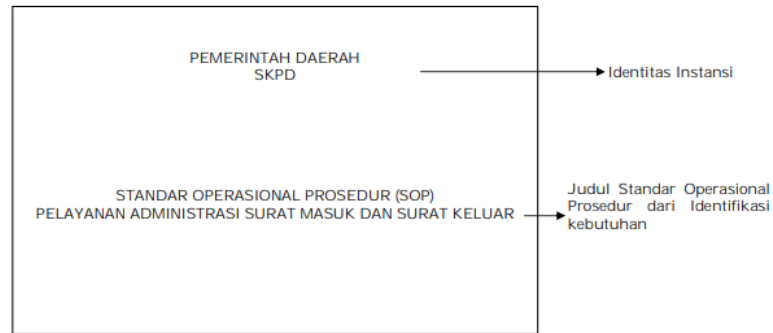 PEMERINTAH DAERAH
SKPD
Identitas Instansi
STANDAR OPERASIONAL PROSEDUR (SOP)
PELAYANAN ADMINISTRASI SURAT MASUK DAN SURAT KELUAR
Judul Standar Operasional
Prosedur dari Identifikasi
kebutuhan